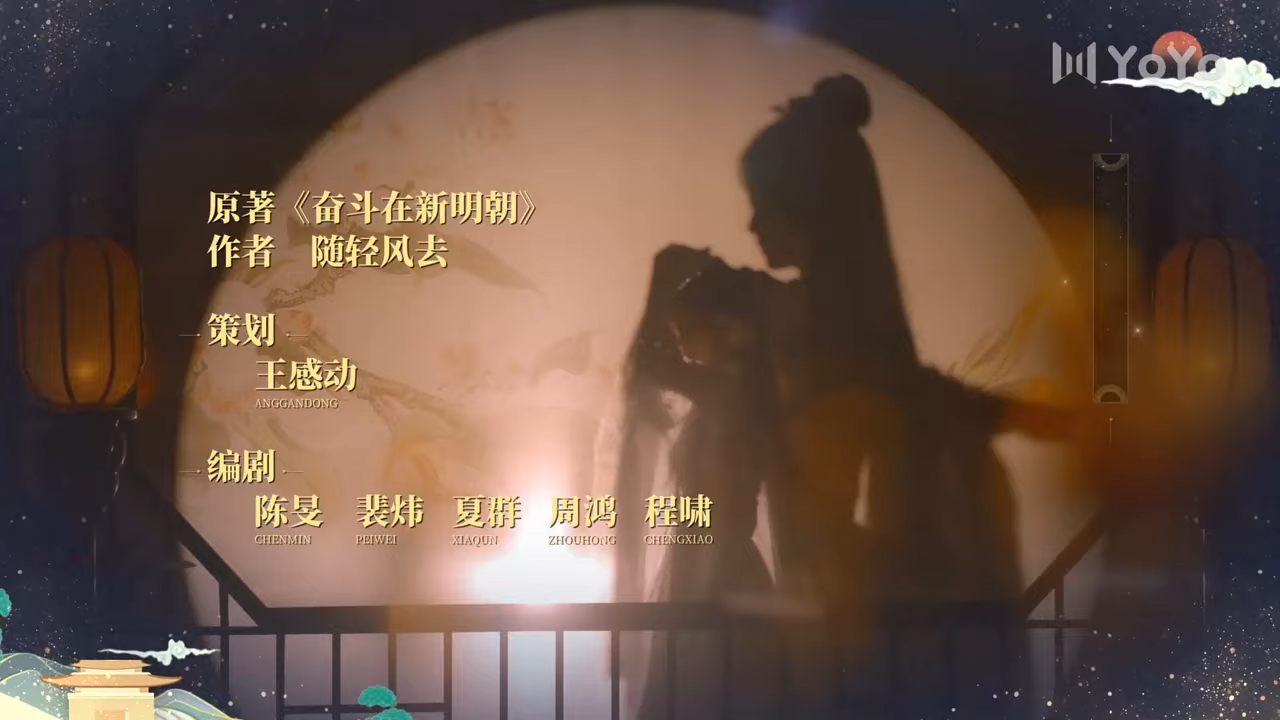 YoYo
原著《奋斗在新明朝》
作者 随轻风去
策划
王感动
ANGGANDONG
编剧
陈旻 裴炜 夏群 周鸿 程啸
CHENMIN PEIWEI XIAQUN ZHOUHONG CHENGXIAO